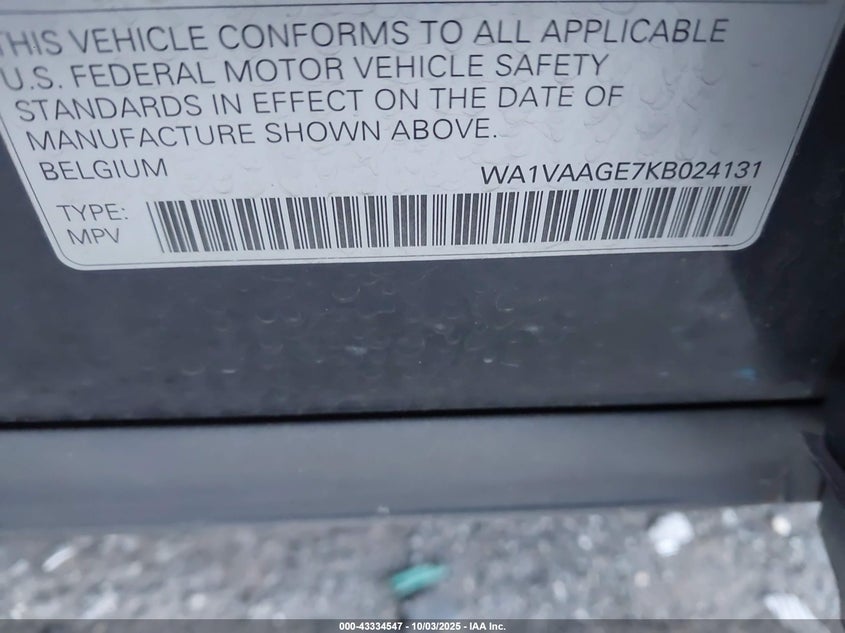 THIS VEHICLE CONFORMS TO ALL APPLICABLE
U.S. FEDERAL MOTOR VEHICLE SAFETY
STANDARDS IN EFFECT ON THE DATE OF
MANUFACTURE SHOWN ABOVE.
BELGIUM WA1VAAGE7KB024131
TYPE:
MPV
000-43334547 - 10/03/2025 - IAA Inc.